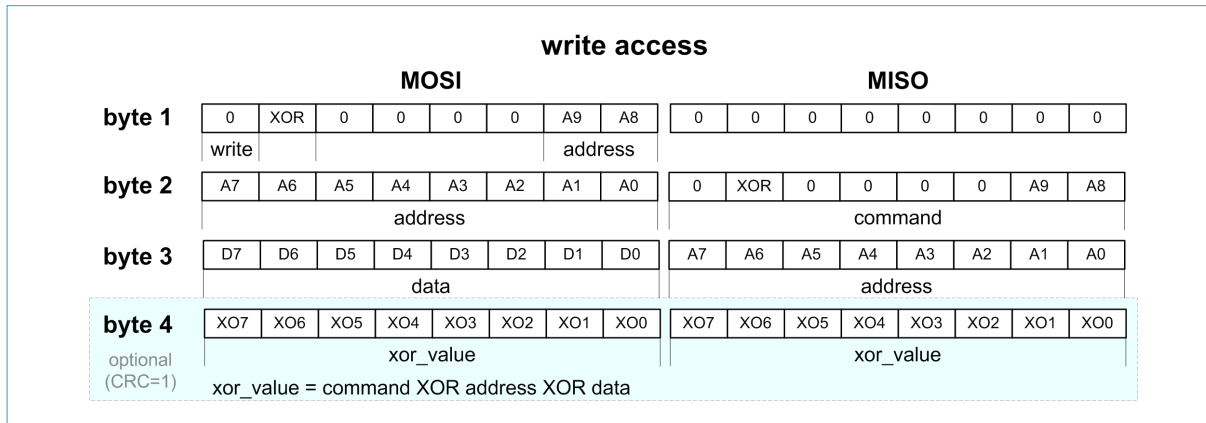 write access
MOSI MISO
byte 1 0 XOR 0 0 0 0 A9 A8 0 0 0 0 0 0 0 0
write address
byte 2 A7 A6 A5 A4 A3 A2 A1 A0 0 XOR 0 0 0 0 A9 A8
address command
byte 3 D7 D6 D5 D4 D3 D2 D1 D0 A7 A6 A5 A4 A3 A2 A1 A0
data address
byte 4 XO7 XO6 XO5 XO4 XO3 XO2 XO1 XO0 XO7 XO6 XO5 XO4 XO3 XO2 XO1 XO0
optional xor_value xor_value
(CRC=1) xor_value = command XOR address XOR data